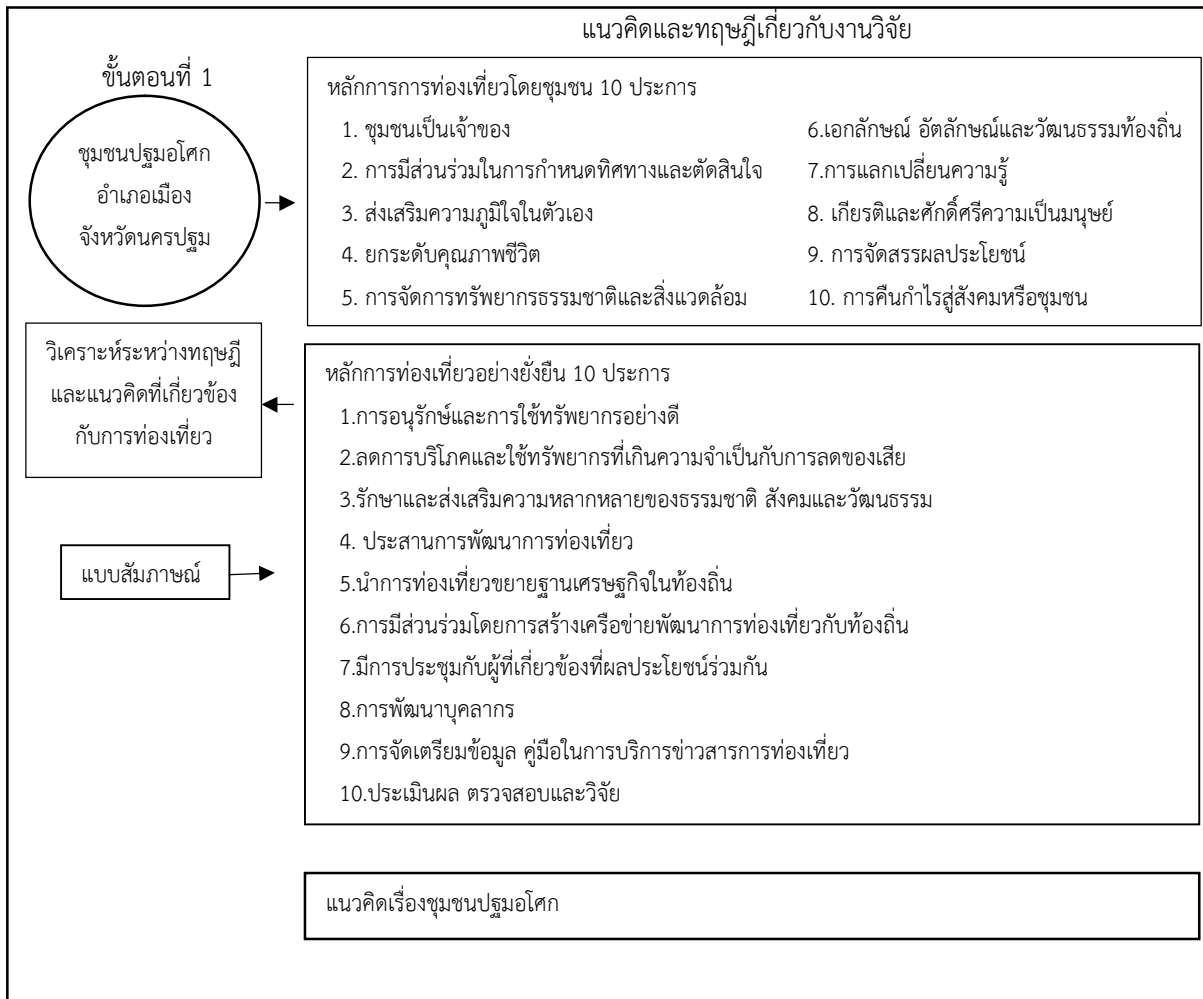 แนวคิดและทฤษฎีเกี่ยวกับงานวิจัย
ขั้นตอนที่ 1
ชุมชนปฐมอโศก
อำเภอเมือง
จังหวัดนครปฐม
หลักการการท่องเที่ยวโดยชุมชน 10 ประการ
1. ชุมชนเป็นเจ้าของ
2. การมีส่วนร่วมในการกำหนดทิศทางและตัดสินใจ
3. ส่งเสริมความภูมิใจในตัวเอง
4. ยกระดับคุณภาพชีวิต
5. การจัดการทรัพยากรธรรมชาติและสิ่งแวดล้อม
6.เอกลักษณ์ อัตลักษณ์และวัฒนธรรมท้องถิ่น
7.การแลกเปลี่ยนความรู้
8. เกียรติและศักดิ์ศรีความเป็นมนุษย์
9. การจัดสรรผลประโยชน์
10. การคืนกำไรสู่สังคมหรือชุมชน
วิเคราะห์ระหว่างทฤษฎี
และแนวคิดที่เกี่ยวข้อง
กับการท่องเที่ยว
หลักการท่องเที่ยวอย่างยั่งยืน 10 ประการ
1.การอนุรักษ์และการใช้ทรัพยากรอย่างดี
2.ลดการบริโภคและใช้ทรัพยากรที่เกินความจำเป็นกับการลดของเสีย
3.รักษาและส่งเสริมความหลากหลายของธรรมชาติ สังคมและวัฒนธรรม
4. ประสานการพัฒนาการท่องเที่ยว
5.นำการท่องเที่ยวขยายฐานเศรษฐกิจในท้องถิ่น
6.การมีส่วนร่วมโดยการสร้างเครือข่ายพัฒนาการท่องเที่ยวกับท้องถิ่น
7.มีการประชุมกับผู้ที่เกี่ยวข้องที่ผลประโยชน์ร่วมกัน
8.การพัฒนาบุคลากร
9.การจัดเตรียมข้อมูล คู่มือในการบริการข่าวสารการท่องเที่ยว
10.ประเมินผล ตรวจสอบและวิจัย
แบบสัมภาษณ์
แนวคิดเรื่องชุมชนปฐมอโศก